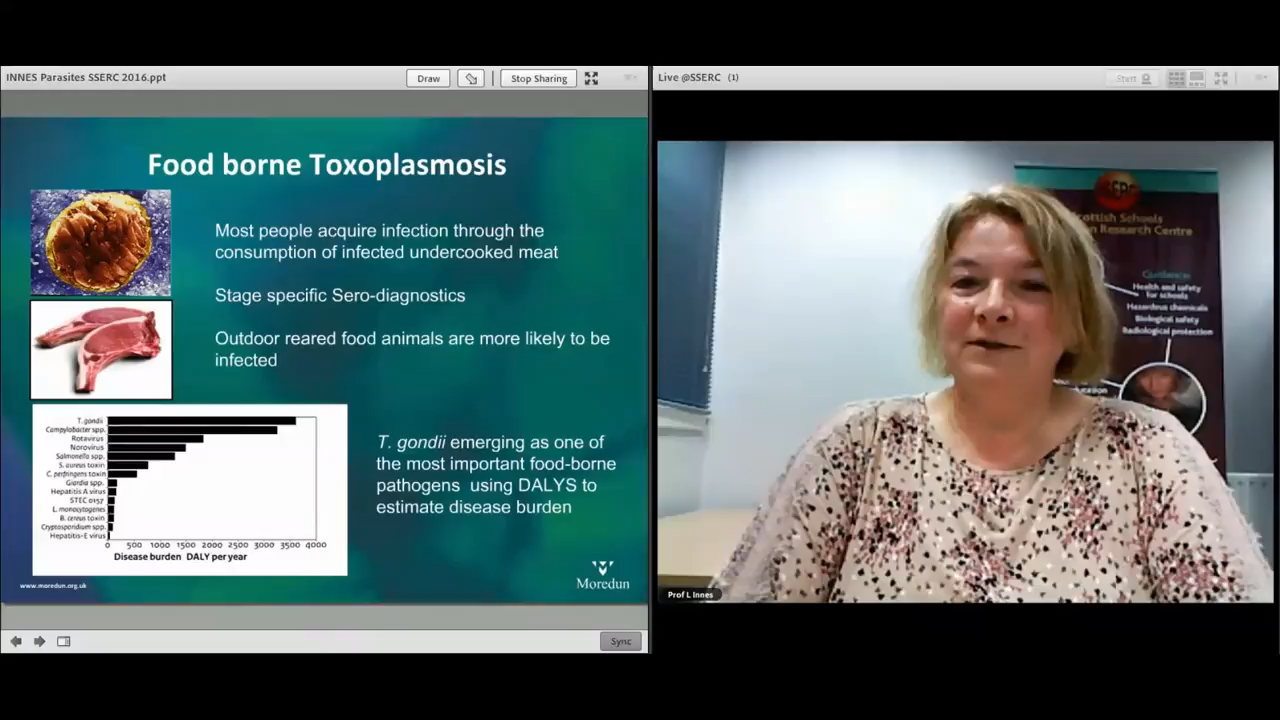 INNES Parasites SSERC 2016.ppt
Draw
Stop Sharing
Food borne Toxoplasmosis
Most people acquire infection through the
consumption of infected undercooked meat
Stage specific Sero-diagnostics
Outdoor reared food animals are more likely to be
infected
T. gondii
Campylobacter spp.
Rotavirus
Norovirus
Salmonella spp.
S. aureus toxin
C. perfringens toxin
Giardia spp.
Hepatitis A virus
STEC O157
L. monocytogenes
B. cereus toxin
Cryptosporidium spp.
Hepatitis-E virus
0 500 1000 1500 2000 2500 3000 3500 4000
Disease burden DALY per year
T. gondii emerging as one of
the most important food-borne
pathogens using DALYS to
estimate disease burden
www.moredun.org.uk
Moredun
Sync
Live @SSERC (1)
Start
Scottish Schools
Research Centre
Guidance:
Health and safety
for schools
Hazardous chemicals
Biological safety
Radiological protection
Prof L Innes